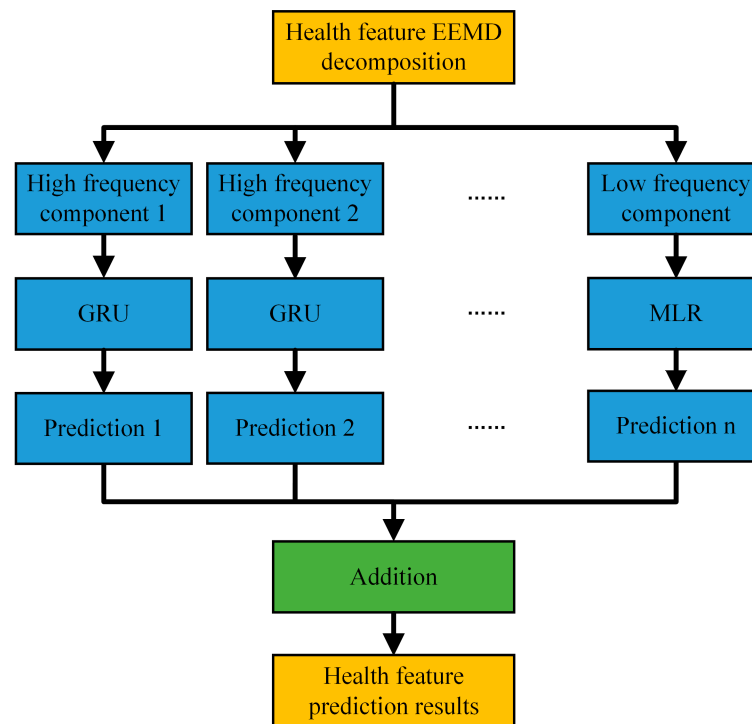 Health feature EEMD
decomposition
High frequency
component 1
High frequency
component 2
......
Low frequency
component
GRU
GRU
......
MLR
Prediction 1
Prediction 2
......
Prediction n
Addition
Health feature
prediction results